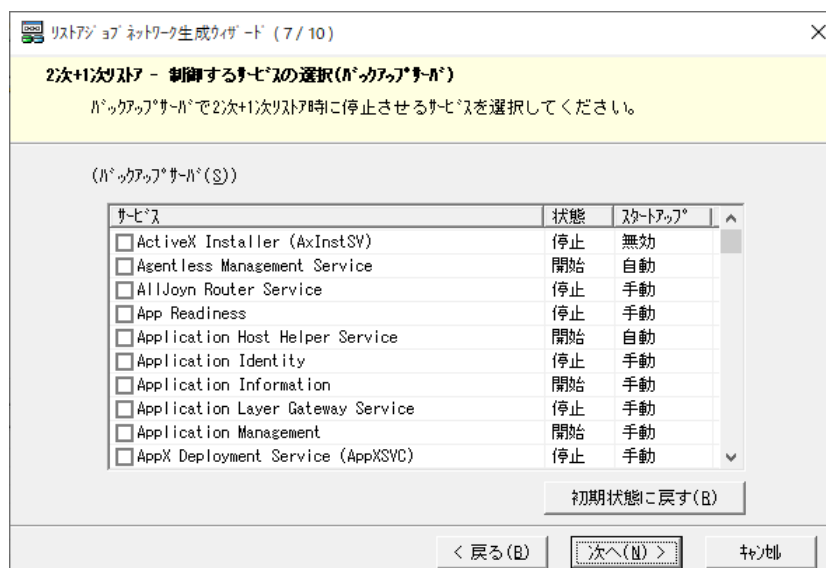 ﾘｽﾄｱｼﾞｮﾌﾞﾈｯﾄﾜｰｸ生成ｳｨｻﾞｰﾄﾞ (7/10)
2次+1次ﾘｽﾄｱ - 制御するｻｰﾋﾞｽの選択(ﾊﾞｯｸｱｯﾌﾟｻｰﾊﾞ)
ﾊﾞｯｸｱｯﾌﾟｻｰﾊﾞで2次+1次ﾘｽﾄｱ時に停止させるｻｰﾋﾞｽを選択してください。
(ﾊﾞｯｸｱｯﾌﾟｻｰﾊﾞ(S))
ｻｰﾋﾞｽ 状態 ｽﾀｰﾄｱｯﾌﾟ
ActiveX Installer (AxInstSV) 停止 無効
Agentless Management Service 開始 自動
AllJoyn Router Service 停止 手動
App Readiness 停止 手動
Application Host Helper Service 開始 自動
Application Identity 停止 手動
Application Information 開始 手動
Application Layer Gateway Service 停止 手動
Application Management 開始 手動
AppX Deployment Service (AppXSVC) 停止 手動
初期状態に戻す(R)
< 戻る(B) 次へ(N) > ｷｬﾝｾﾙ